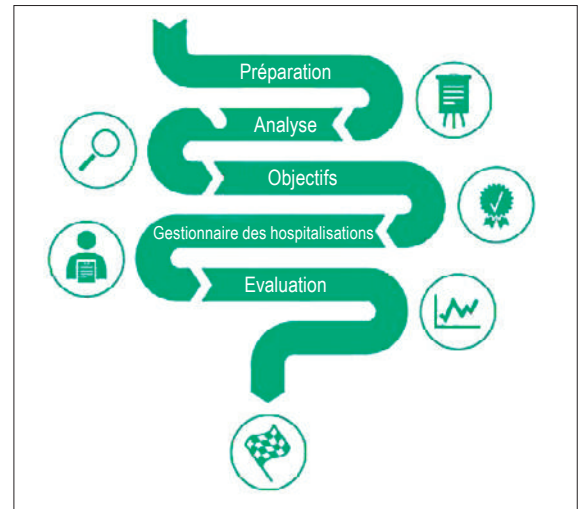 Préparation
Analyse
Objectifs
Gestionnaire des hospitalisations
Evaluation